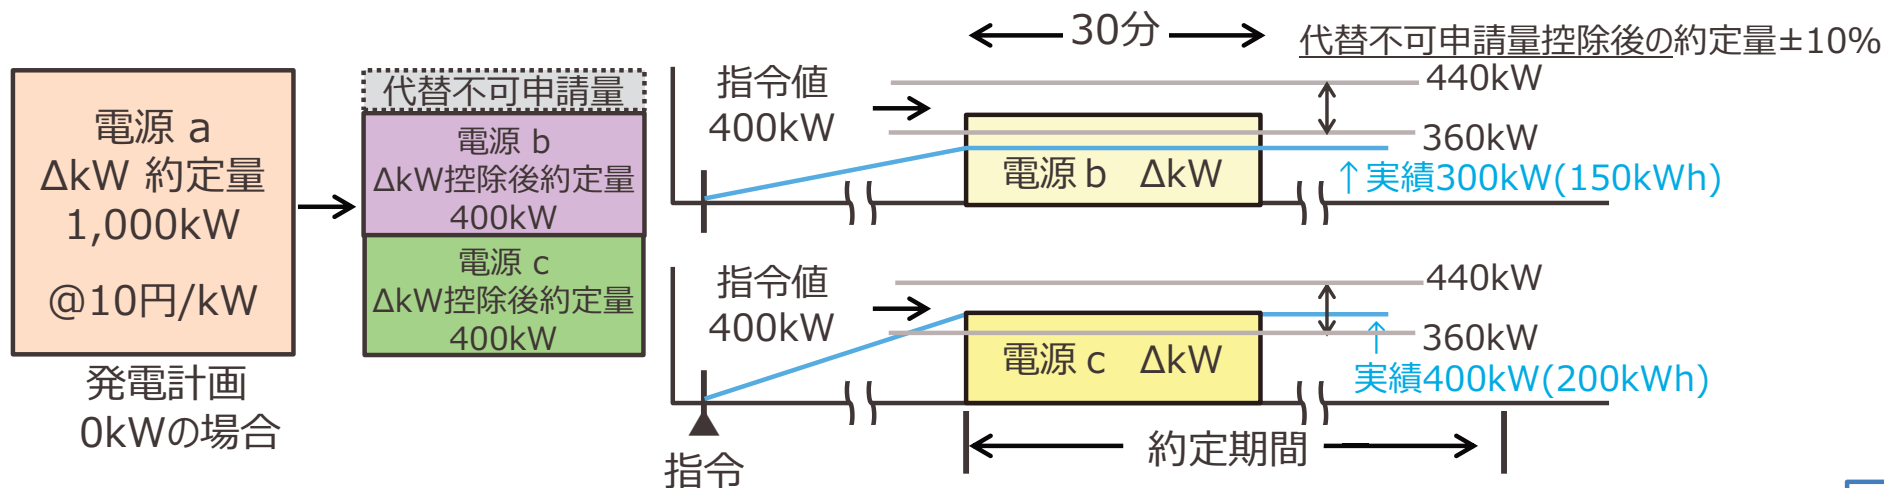 電源 a
ΔkW 約定量
1,000kW
@10円/kW
発電計画
0kWの場合
代替不可申請量
電源 b
ΔkW控除後約定量
400kW
電源 c
ΔkW控除後約定量
400kW
30分
代替不可申請量控除後の約定量±10%
指令値
400kW
440kW
360kW
電源 b ΔkW
↑実績300kW(150kWh)
指令値
400kW
440kW
360kW
電源 c ΔkW
↑
実績400kW(200kWh)
約定期間
指令